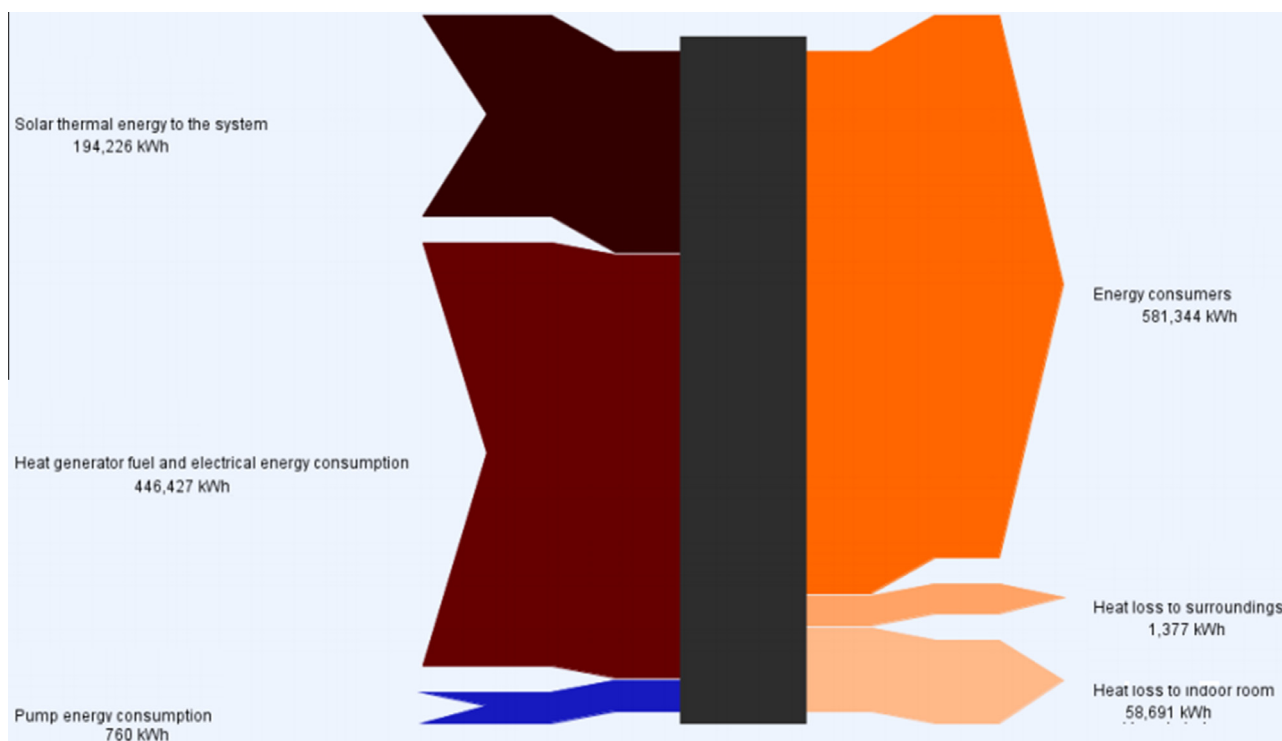 Solar thermal energy to the system
194,226 kWh
Heat generator fuel and electrical energy consumption
446,427 kWh
Pump energy consumption
760 kWh
Energy consumers
581,344 kWh
Heat loss to surroundings
1,377 kWh
Heat loss to indoor room
58,691 kWh